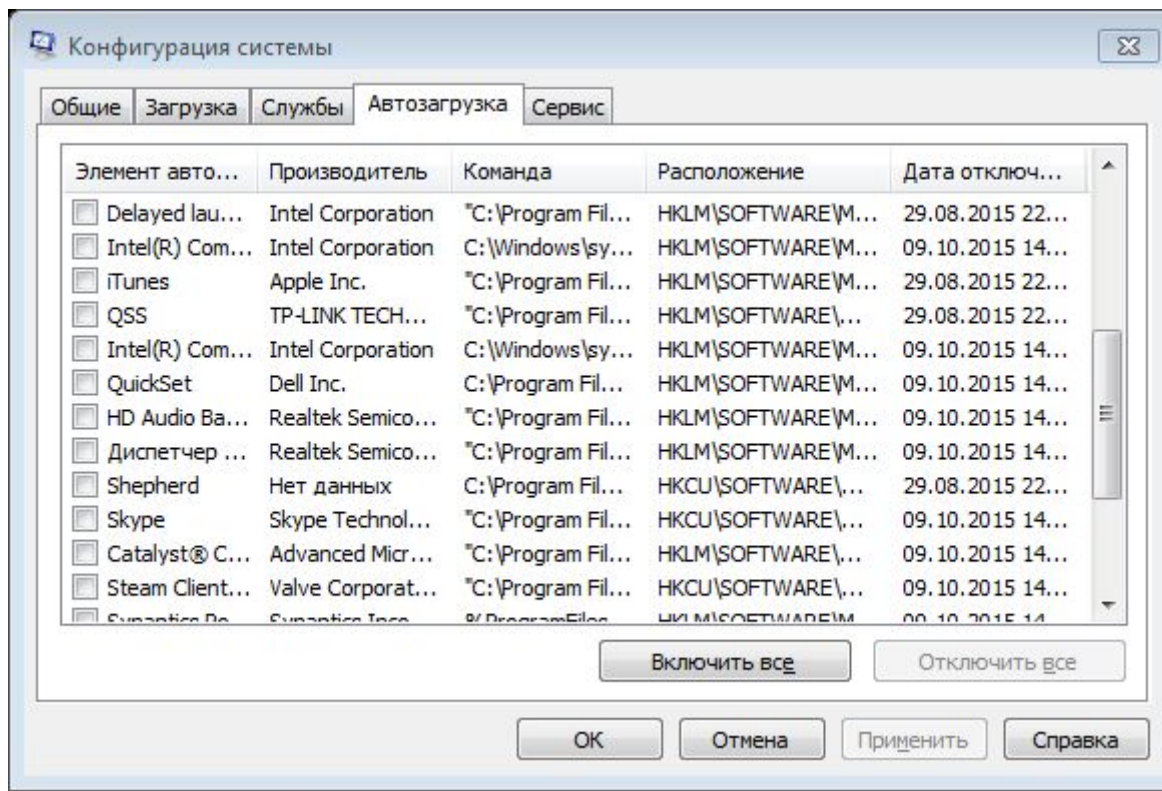 Конфигурация системы
Общие Загрузка Службы Автозагрузка Сервис
Элемент авто... Производитель Команда Расположение Дата отключ...
Delayed lau... Intel Corporation "C:\Program Fil... HKLM\SOFTWARE\M... 29.08.2015 22...
Intel(R) Com... Intel Corporation C:\Windows\sy... HKLM\SOFTWARE\M... 09.10.2015 14...
iTunes Apple Inc. "C:\Program Fil... HKLM\SOFTWARE\M... 29.08.2015 22...
QSS TP-LINK TECH... "C:\Program Fil... HKLM\SOFTWARE\... 29.08.2015 22...
Intel(R) Com... Intel Corporation C:\Windows\sy... HKLM\SOFTWARE\M... 09.10.2015 14...
QuickSet Dell Inc. C:\Program Fil... HKLM\SOFTWARE\M... 09.10.2015 14...
HD Audio Ba... Realtek Semico... "C:\Program Fil... HKLM\SOFTWARE\M... 09.10.2015 14...
Диспетчер ... Realtek Semico... "C:\Program Fil... HKLM\SOFTWARE\M... 09.10.2015 14...
Shepherd Нет данных C:\Program Fil... HKCU\SOFTWARE\... 29.08.2015 22...
Skype Skype Technol... "C:\Program Fil... HKCU\SOFTWARE\... 09.10.2015 14...
Catalyst® C... Advanced Micr... "C:\Program Fil... HKLM\SOFTWARE\... 09.10.2015 14...
Steam Client... Valve Corporat... "C:\Program Fil... HKCU\SOFTWARE\... 09.10.2015 14...
Включить все Отключить все
ОК Отмена Применить Справка